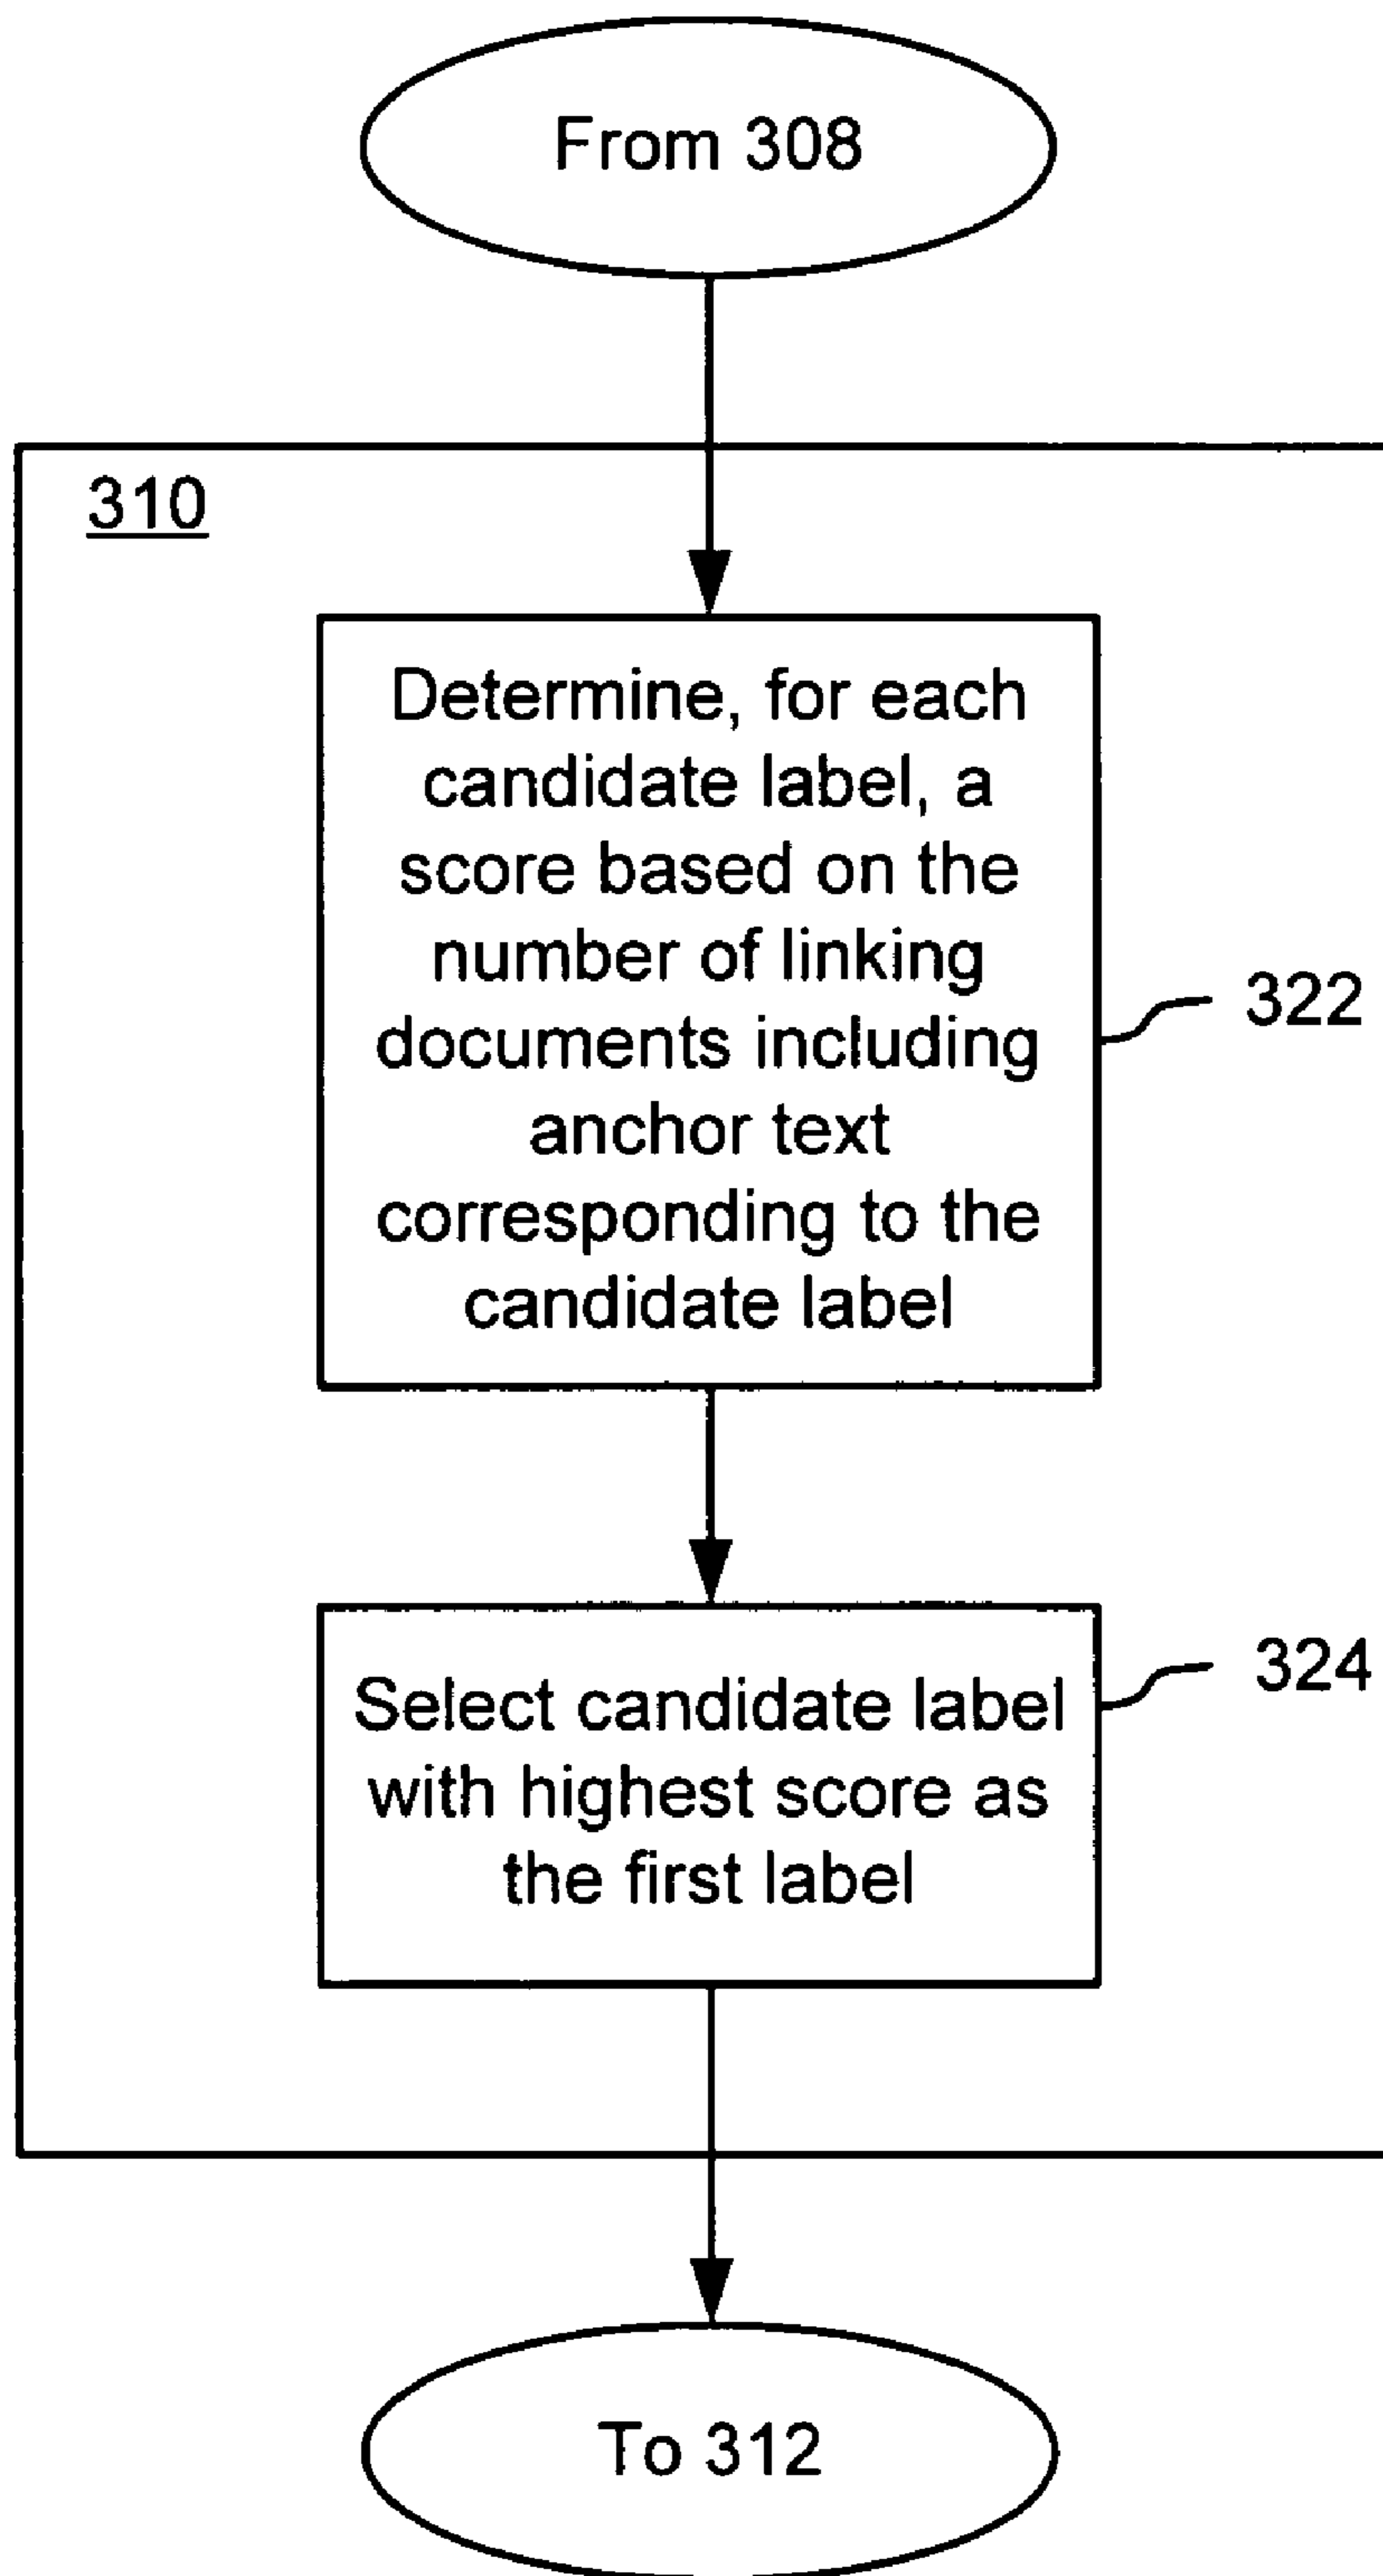 From 308
310
Determine, for each
candidate label, a
score based on the
number of linking
documents including
anchor text
corresponding to the
candidate label
322
Select candidate label
with highest score as
the first label
324
To 312